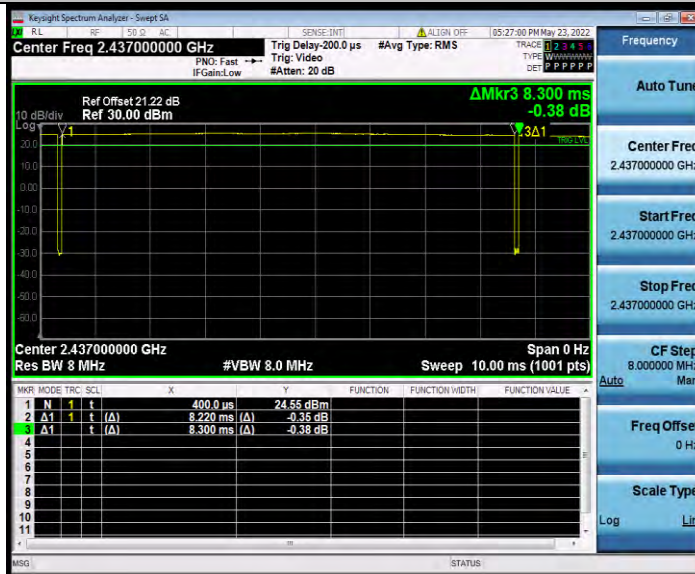 Keysight Spectrum Analyzer - Swept SA
RL RF 50 Ω AC SENSE:INT ALIGN OFF 05:27:00 PM May 23, 2022
Center Freq 2.437000000 GHz
PNO: Fast
IFGain:Low
Trig Delay-200.0 µs
Trig: Video
#Atten: 20 dB
#Avg Type: RMS
TRACE 1 2 3 4 5 6
TYPE W
DET P P P P P P
Ref Offset 21.22 dB
10 dB/div Ref 30.00 dBm
Log
ΔMkr3 8.300 ms
-0.38 dB
1
3Δ1
TRIG LVL
20.0
10.0
0.00
-10.0
-20.0
-30.0
-40.0
-50.0
-60.0
Center 2.437000000 GHz Span 0 Hz
Res BW 8 MHz #VBW 8.0 MHz Sweep 10.00 ms (1001 pts)
MKR MODE TRC SCL X Y FUNCTION FUNCTION WIDTH FUNCTION VALUE
1 N 1 t 400.0 µs 24.55 dBm
2 Δ1 1 t (Δ) 8.220 ms (Δ) -0.35 dB
3 Δ1 t (Δ) 8.300 ms (Δ) -0.38 dB
4
5
6
7
8
9
10
11
MSG STATUS
Frequency
Auto Tune
Center Freq
2.437000000 GHz
Start Freq
2.437000000 GHz
Stop Freq
2.437000000 GHz
CF Step
8.000000 MHz
Auto Man
Freq Offset
0 Hz
Scale Type
Log Lin